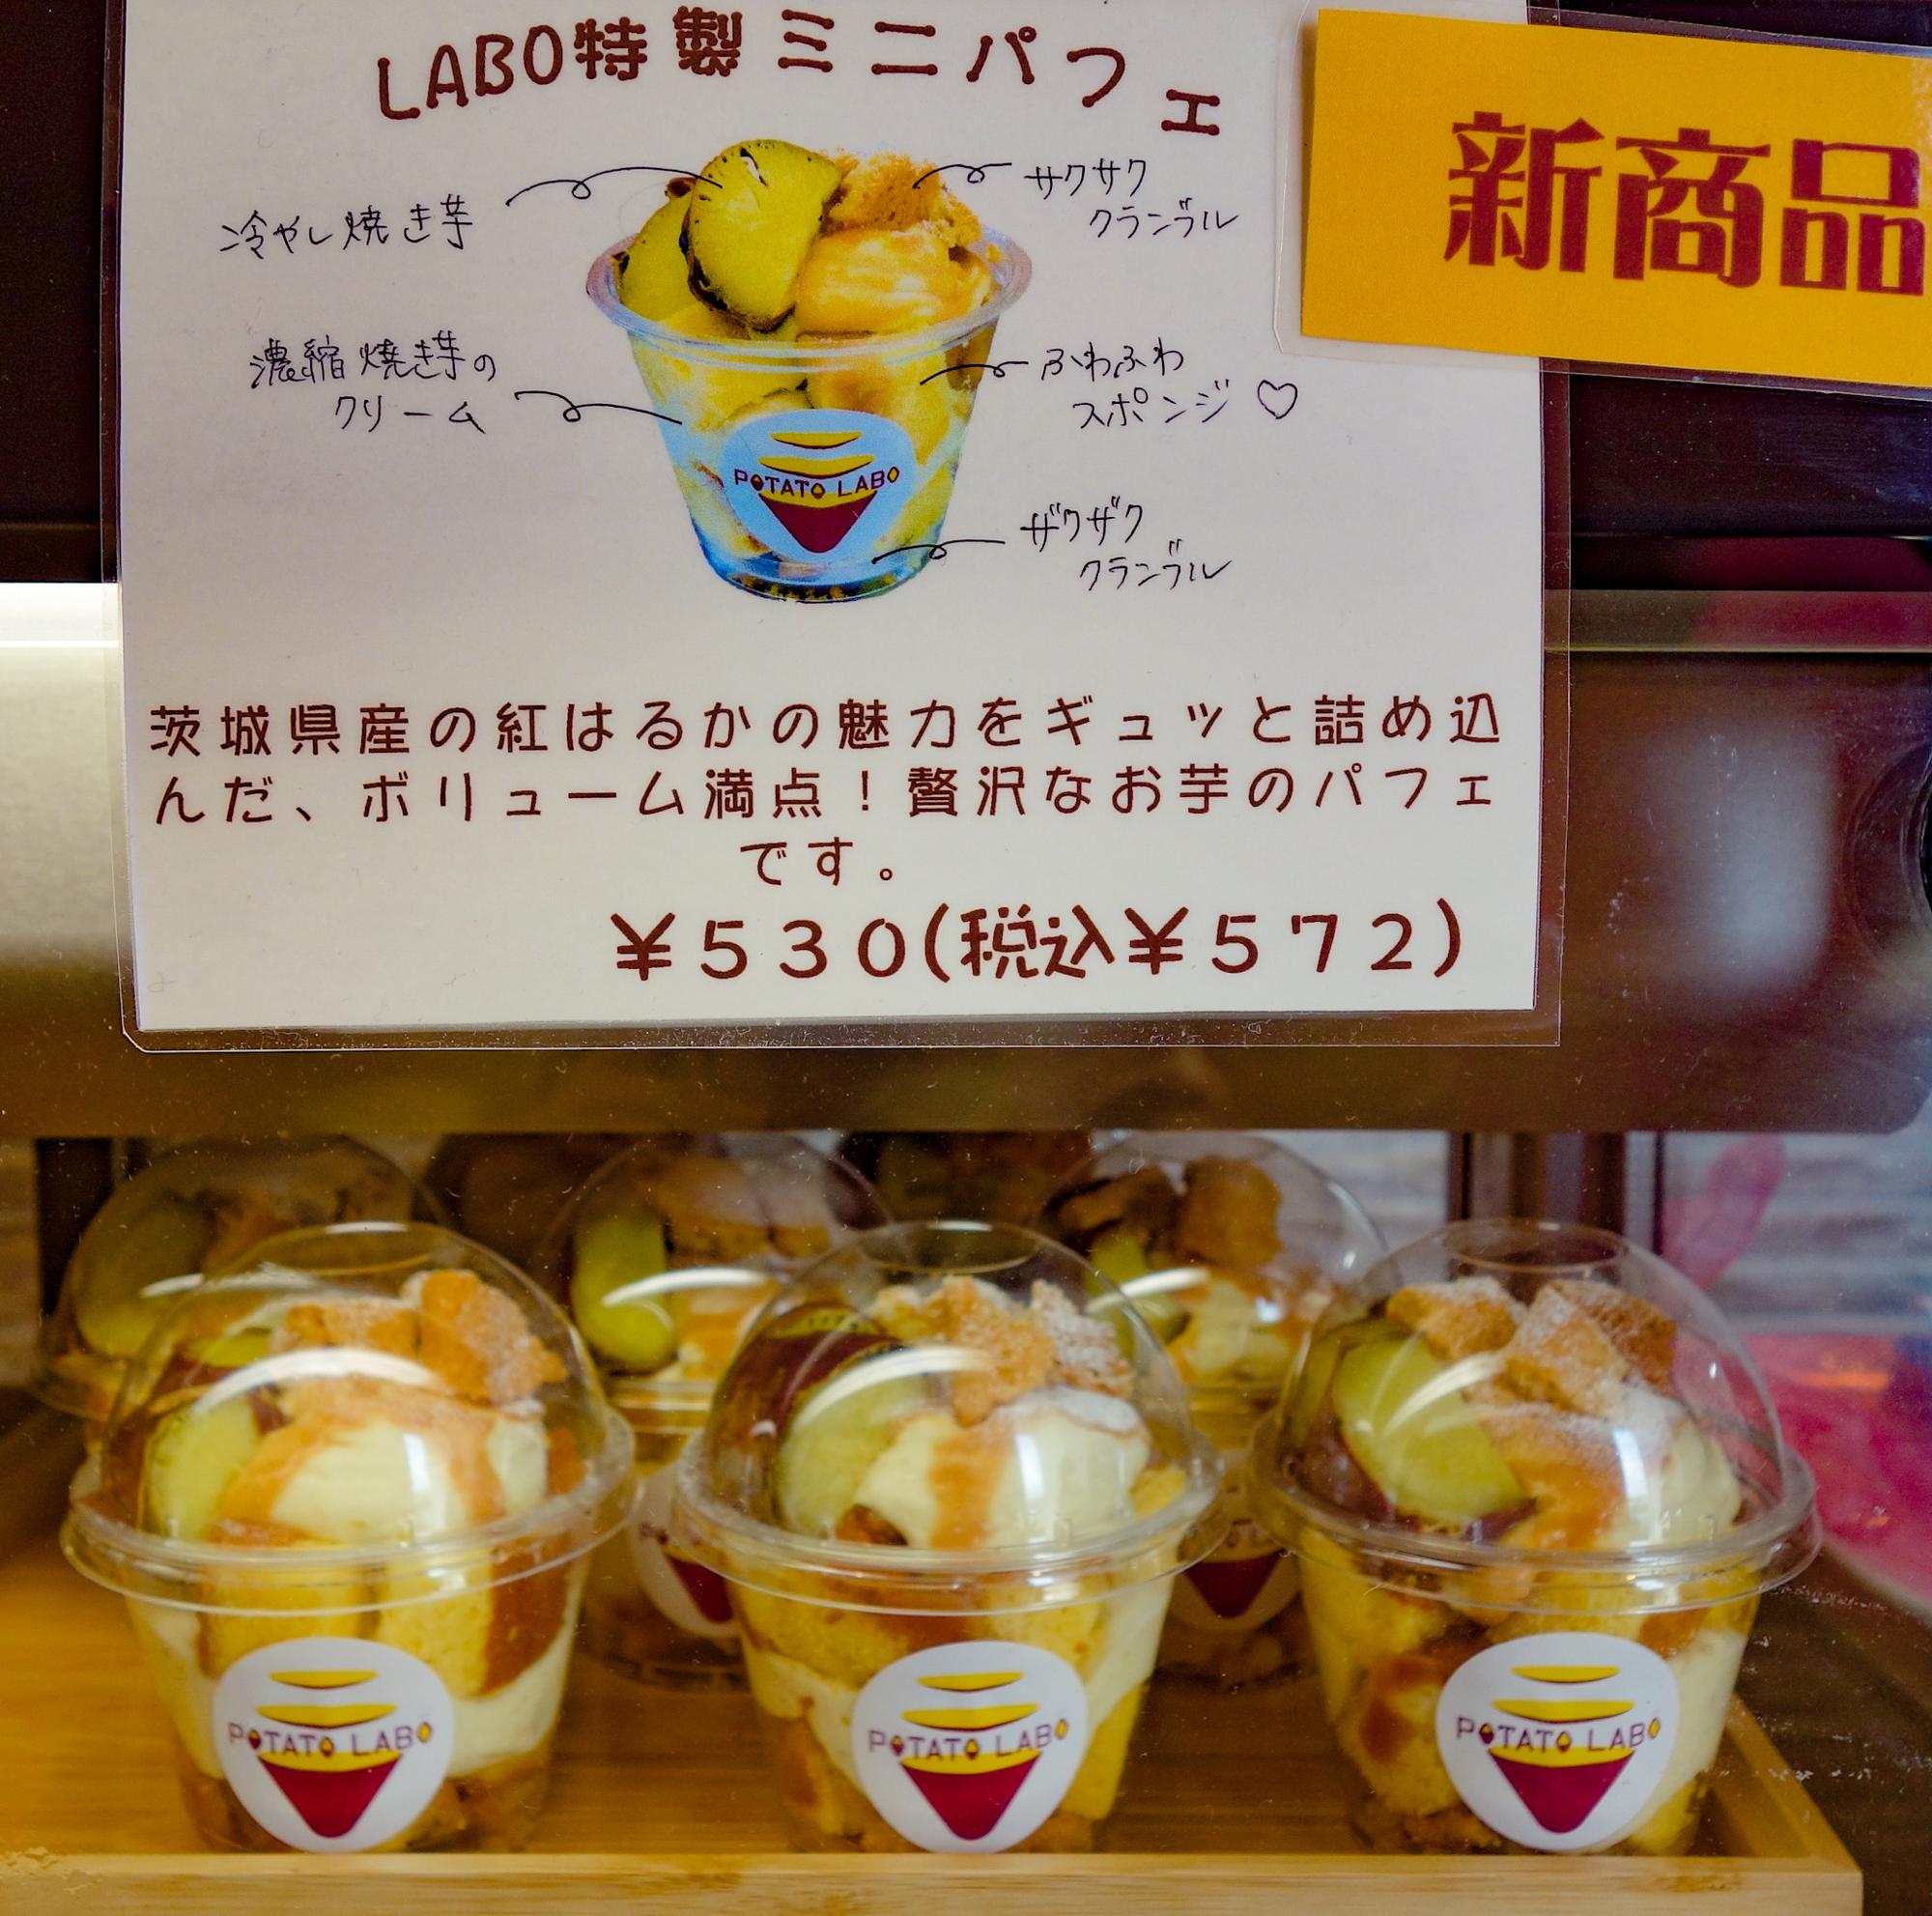 LABO特製ミニパフェ
新商品
冷やし焼き芋
サクサク
クランブル
濃縮焼き芋の
クリーム
ふわふわ
スポンジ♡
POTATO LABO
ザクザク
クランブル
茨城県産の紅はるかの魅力をギュッと詰め込
んだ、ボリューム満点！贅沢なお芋のパフェ
です。
￥530(税込￥572)
POTATO LABO
POTATO LABO
POTATO LABO